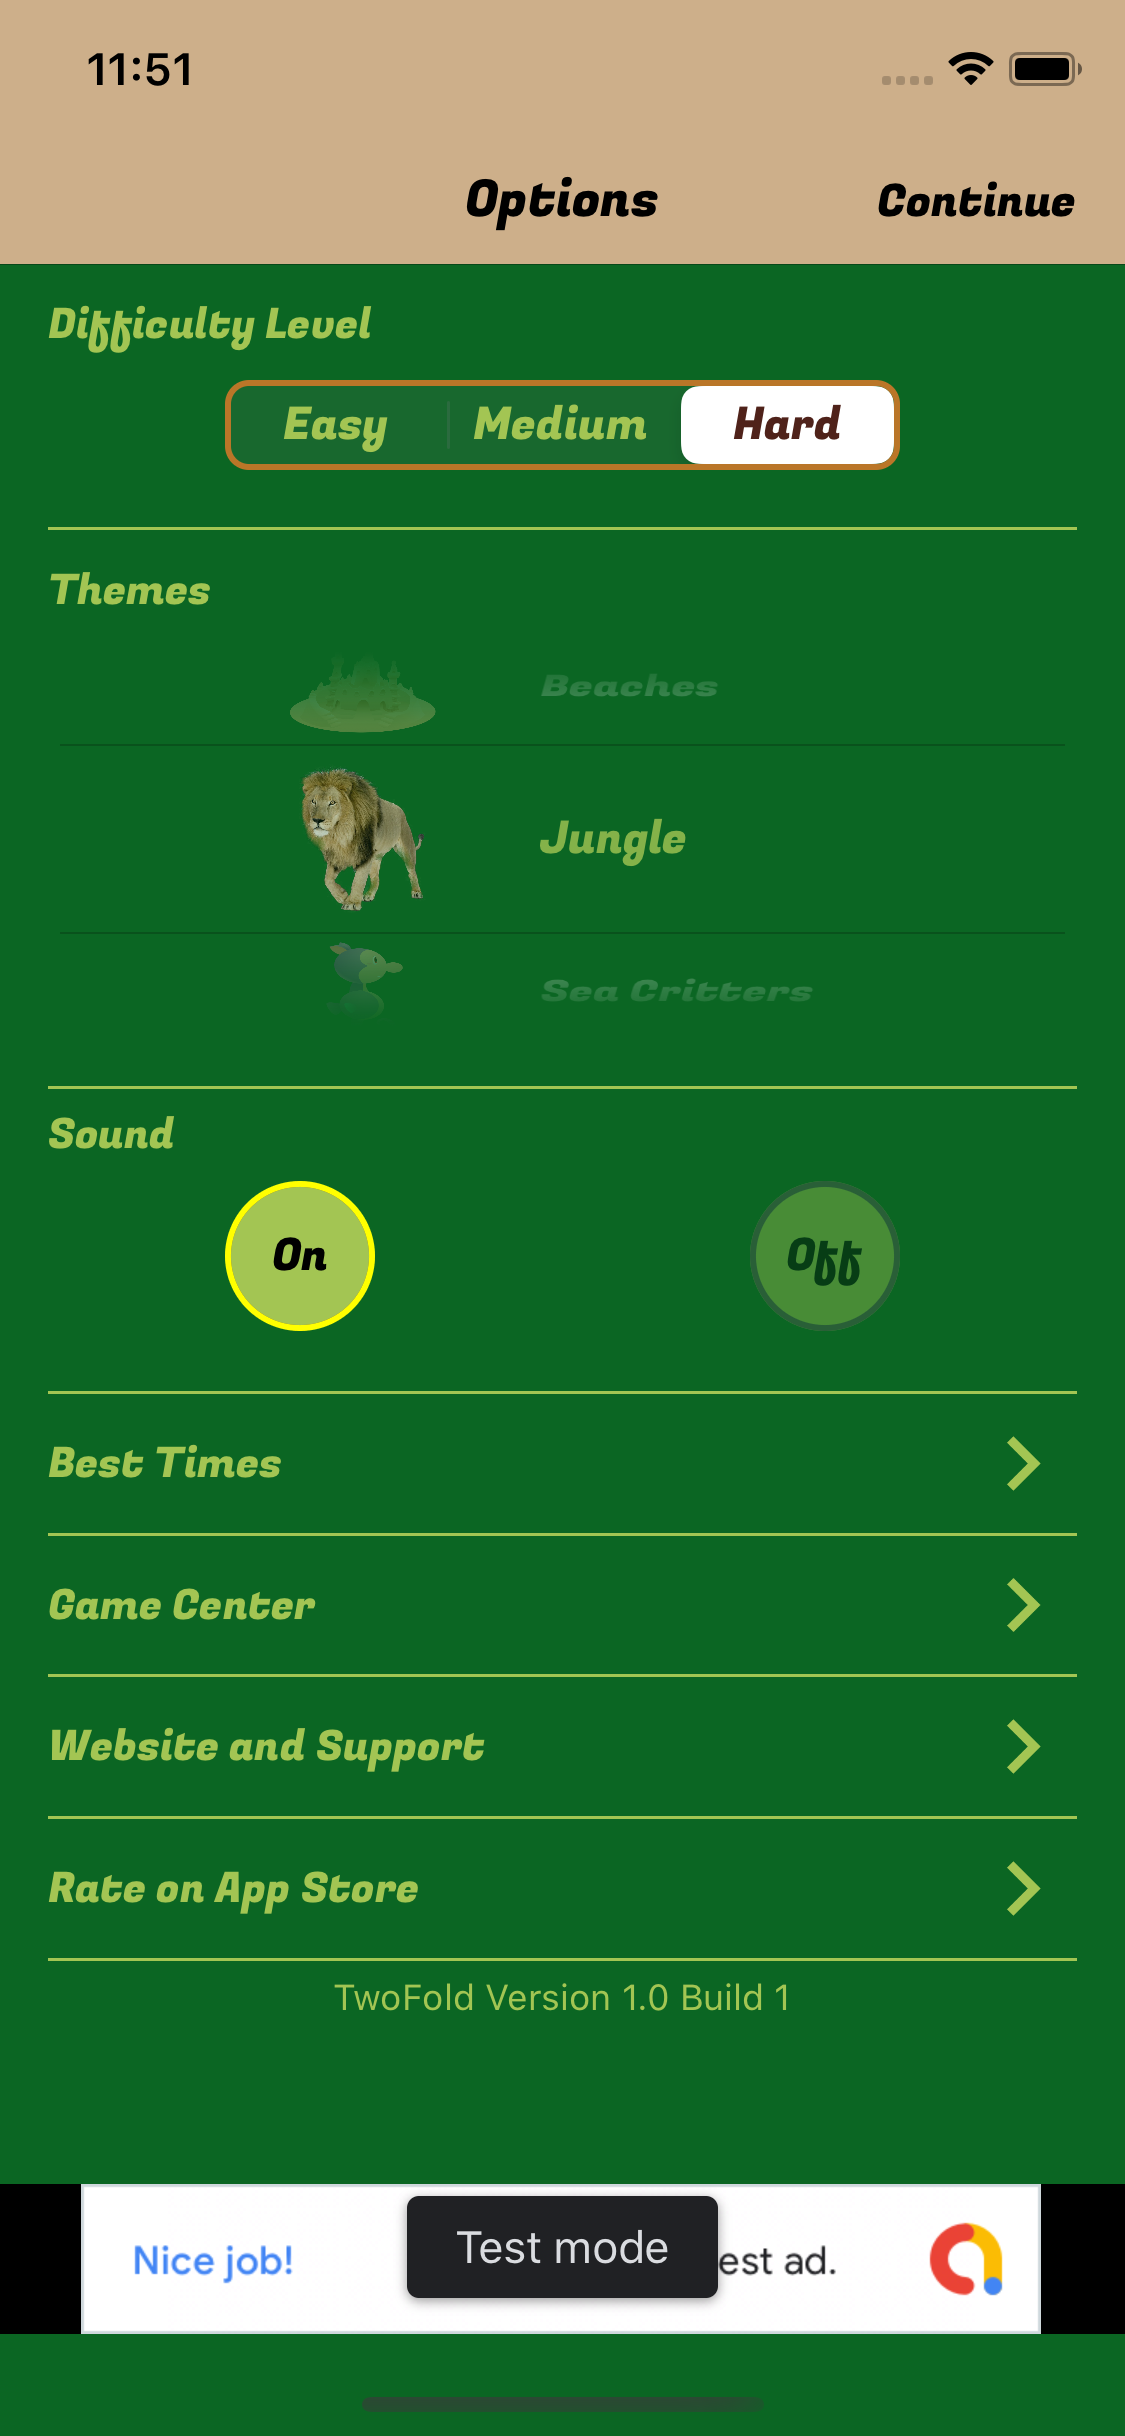 11:51
Options
Continue
Difficulty Level
Easy
Medium
Hard
Themes
Beaches
Jungle
Sea Critters
Sound
On
Off
Best Times
Game Center
Website and Support
Rate on App Store
TwoFold Version 1.0 Build 1
Nice job!
Test mode
est ad.